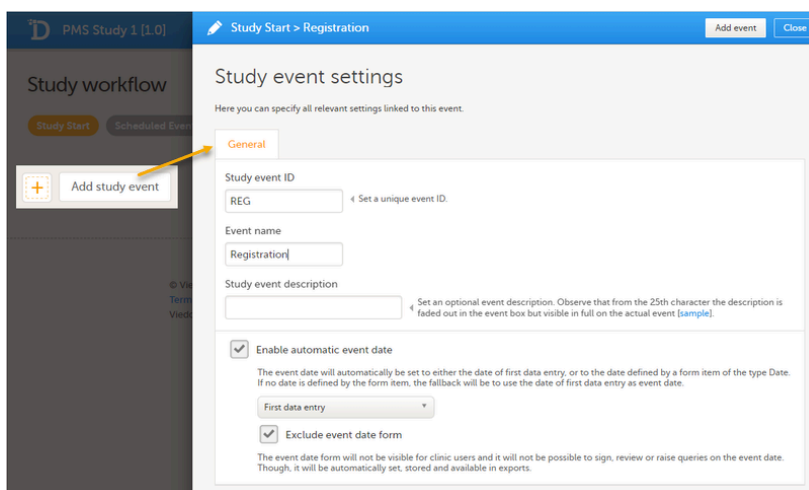 PMS Study 1 [1.0]
Study Start > Registration
Add event
Close
Study workflow
Study Start
Scheduled Even
Add study event
© Vie
Term
Viedo
Study event settings
Here you can specify all relevant settings linked to this event.
General
Study event ID
REG
Set a unique event ID.
Event name
Registration
Study event description
Set an optional event description. Observe that from the 25th character the description is
faded out in the event box but visible in full on the actual event [sample].
Enable automatic event date
The event date will automatically be set to either the date of first data entry, or to the date defined by a form item of the type Date.
If no date is defined by the form item, the fallback will be to use the date of first data entry as event date.
First data entry
Exclude event date form
The event date form will not be visible for clinic users and it will not be possible to sign, review or raise queries on the event date.
Though, it will be automatically set, stored and available in exports.